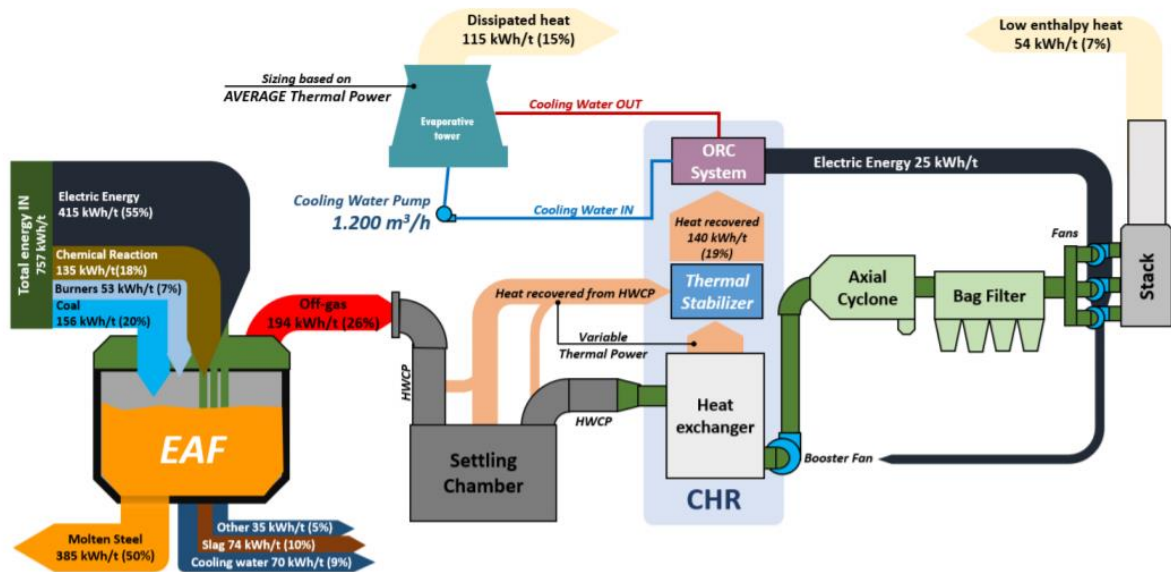 Dissipated heat
115 kWh/t (15%)
Low enthalpy heat
54 kWh/t (7%)
Sizing based on
AVERAGE Thermal Power
Evaporative
tower
Cooling Water OUT
ORC
System
Electric Energy 25 kWh/t
Cooling Water Pump
1.200 m³/h
Cooling Water IN
Total energy IN
757 kWh/t
Electric Energy
415 kWh/t (55%)
Chemical Reaction
135 kWh/t(18%)
Burners 53 kWh/t (7%)
Coal
156 kWh/t (20%)
Off-gas
194 kWh/t (26%)
Heat recovered
140 kWh/t
(19%)
Heat recovered from HWCP
Thermal
Stabilizer
Variable
Thermal Power
Fans
Axial
Cyclone
Bag Filter
Stack
HWCP
HWCP
Heat
exchanger
EAF
Settling
Chamber
Booster Fan
CHR
Molten Steel
385 kWh/t (50%)
Other 35 kWh/t (5%)
Slag 74 kWh/t (10%)
Cooling water 70 kWh/t (9%)